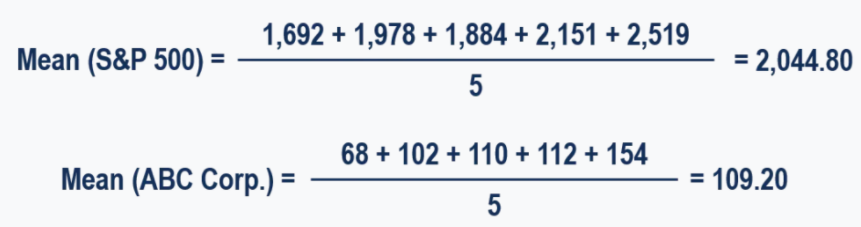 1,692 + 1,978 + 1,884 + 2,151 + 2,519
Mean (S&P 500) = = 2,044.80
5
68 + 102 + 110 + 112 + 154
Mean (ABC Corp.) = = 109.20
5